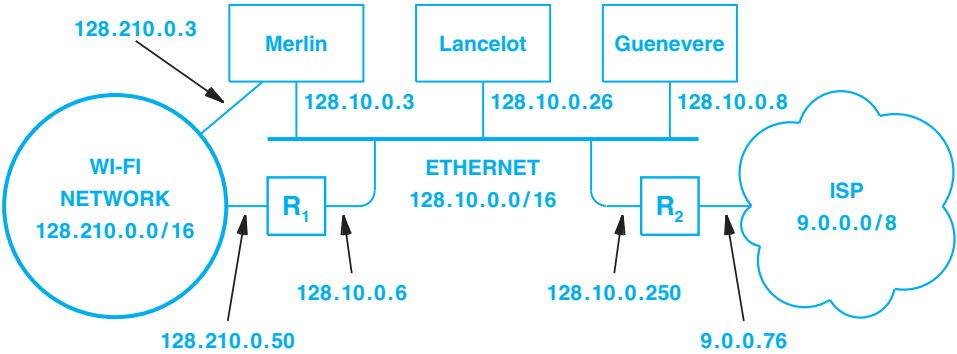 128.210.0.3
Merlin
Lancelot
Guenevere
128.10.0.3
128.10.0.26
128.10.0.8
WI-FI
NETWORK
128.210.0.0/16
R1
ETHERNET
128.10.0.0/16
R2
ISP
9.0.0.0/8
128.10.0.6
128.10.0.250
128.210.0.50
9.0.0.76